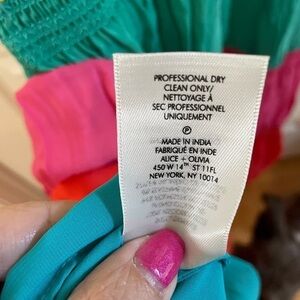 PROFESSIONAL DRY
CLEAN ONLY/
NETTOYAGE À
SEC PROFESSIONNEL
UNIQUEMENT
P
MADE IN INDIA
FABRIQUÉ EN INDE
ALICE + OLIVIA
450 W 14TH ST 11FL
NEW YORK, NY 10014